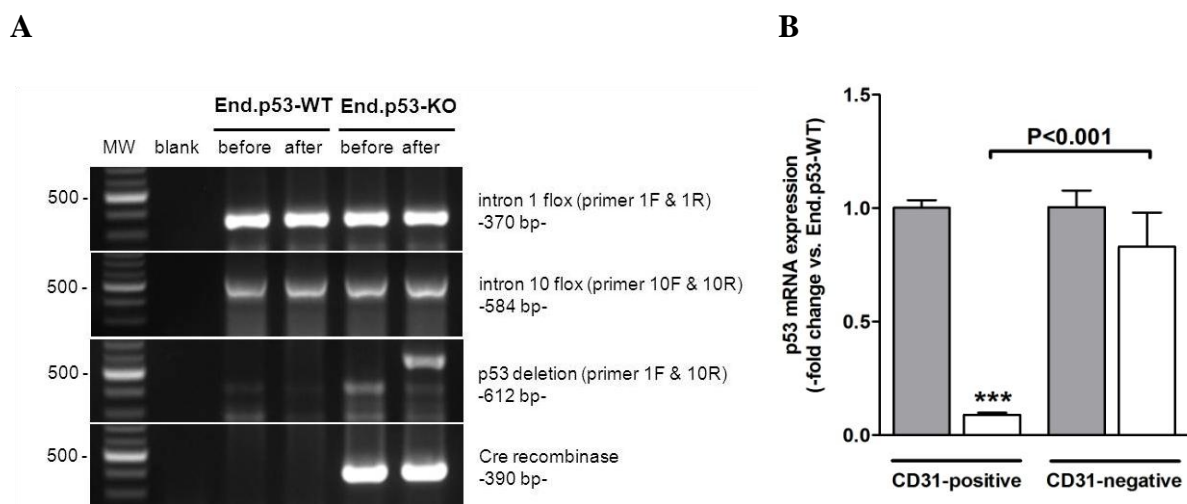 A
End.p53-WT End.p53-KO
MW blank before after before after
500 -
intron 1 flox (primer 1F & 1R)
-370 bp-
500 -
intron 10 flox (primer 10F & 10R)
-584 bp-
500 -
p53 deletion (primer 1F & 10R)
-612 bp-
500 -
Cre recombinase
-390 bp-
B
p53 mRNA expression
(-fold change vs. End.p53-WT)
1.5
1.0
0.5
0.0
P<0.001
***
CD31-positive CD31-negative